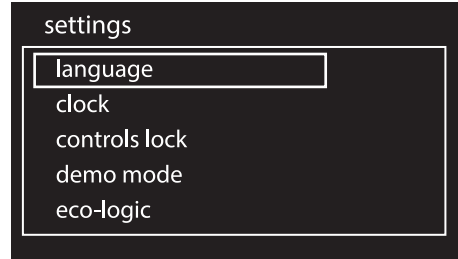 settings
language
clock
controls lock
demo mode
eco-logic